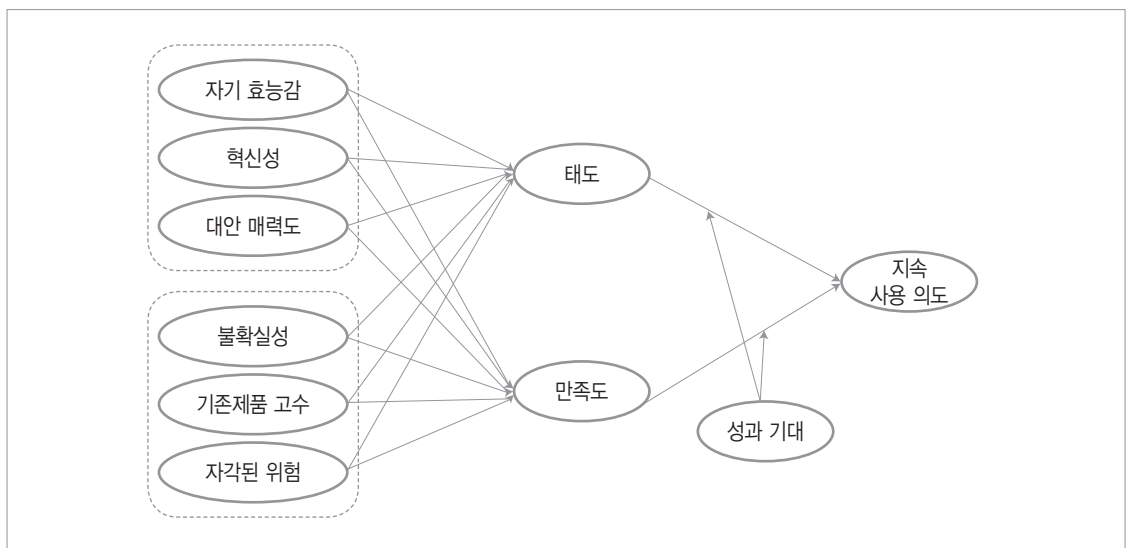 자기 효능감
혁신성
대안 매력도
불확실성
기존제품 고수
자각된 위험
태도
만족도
성과 기대
지속
사용 의도